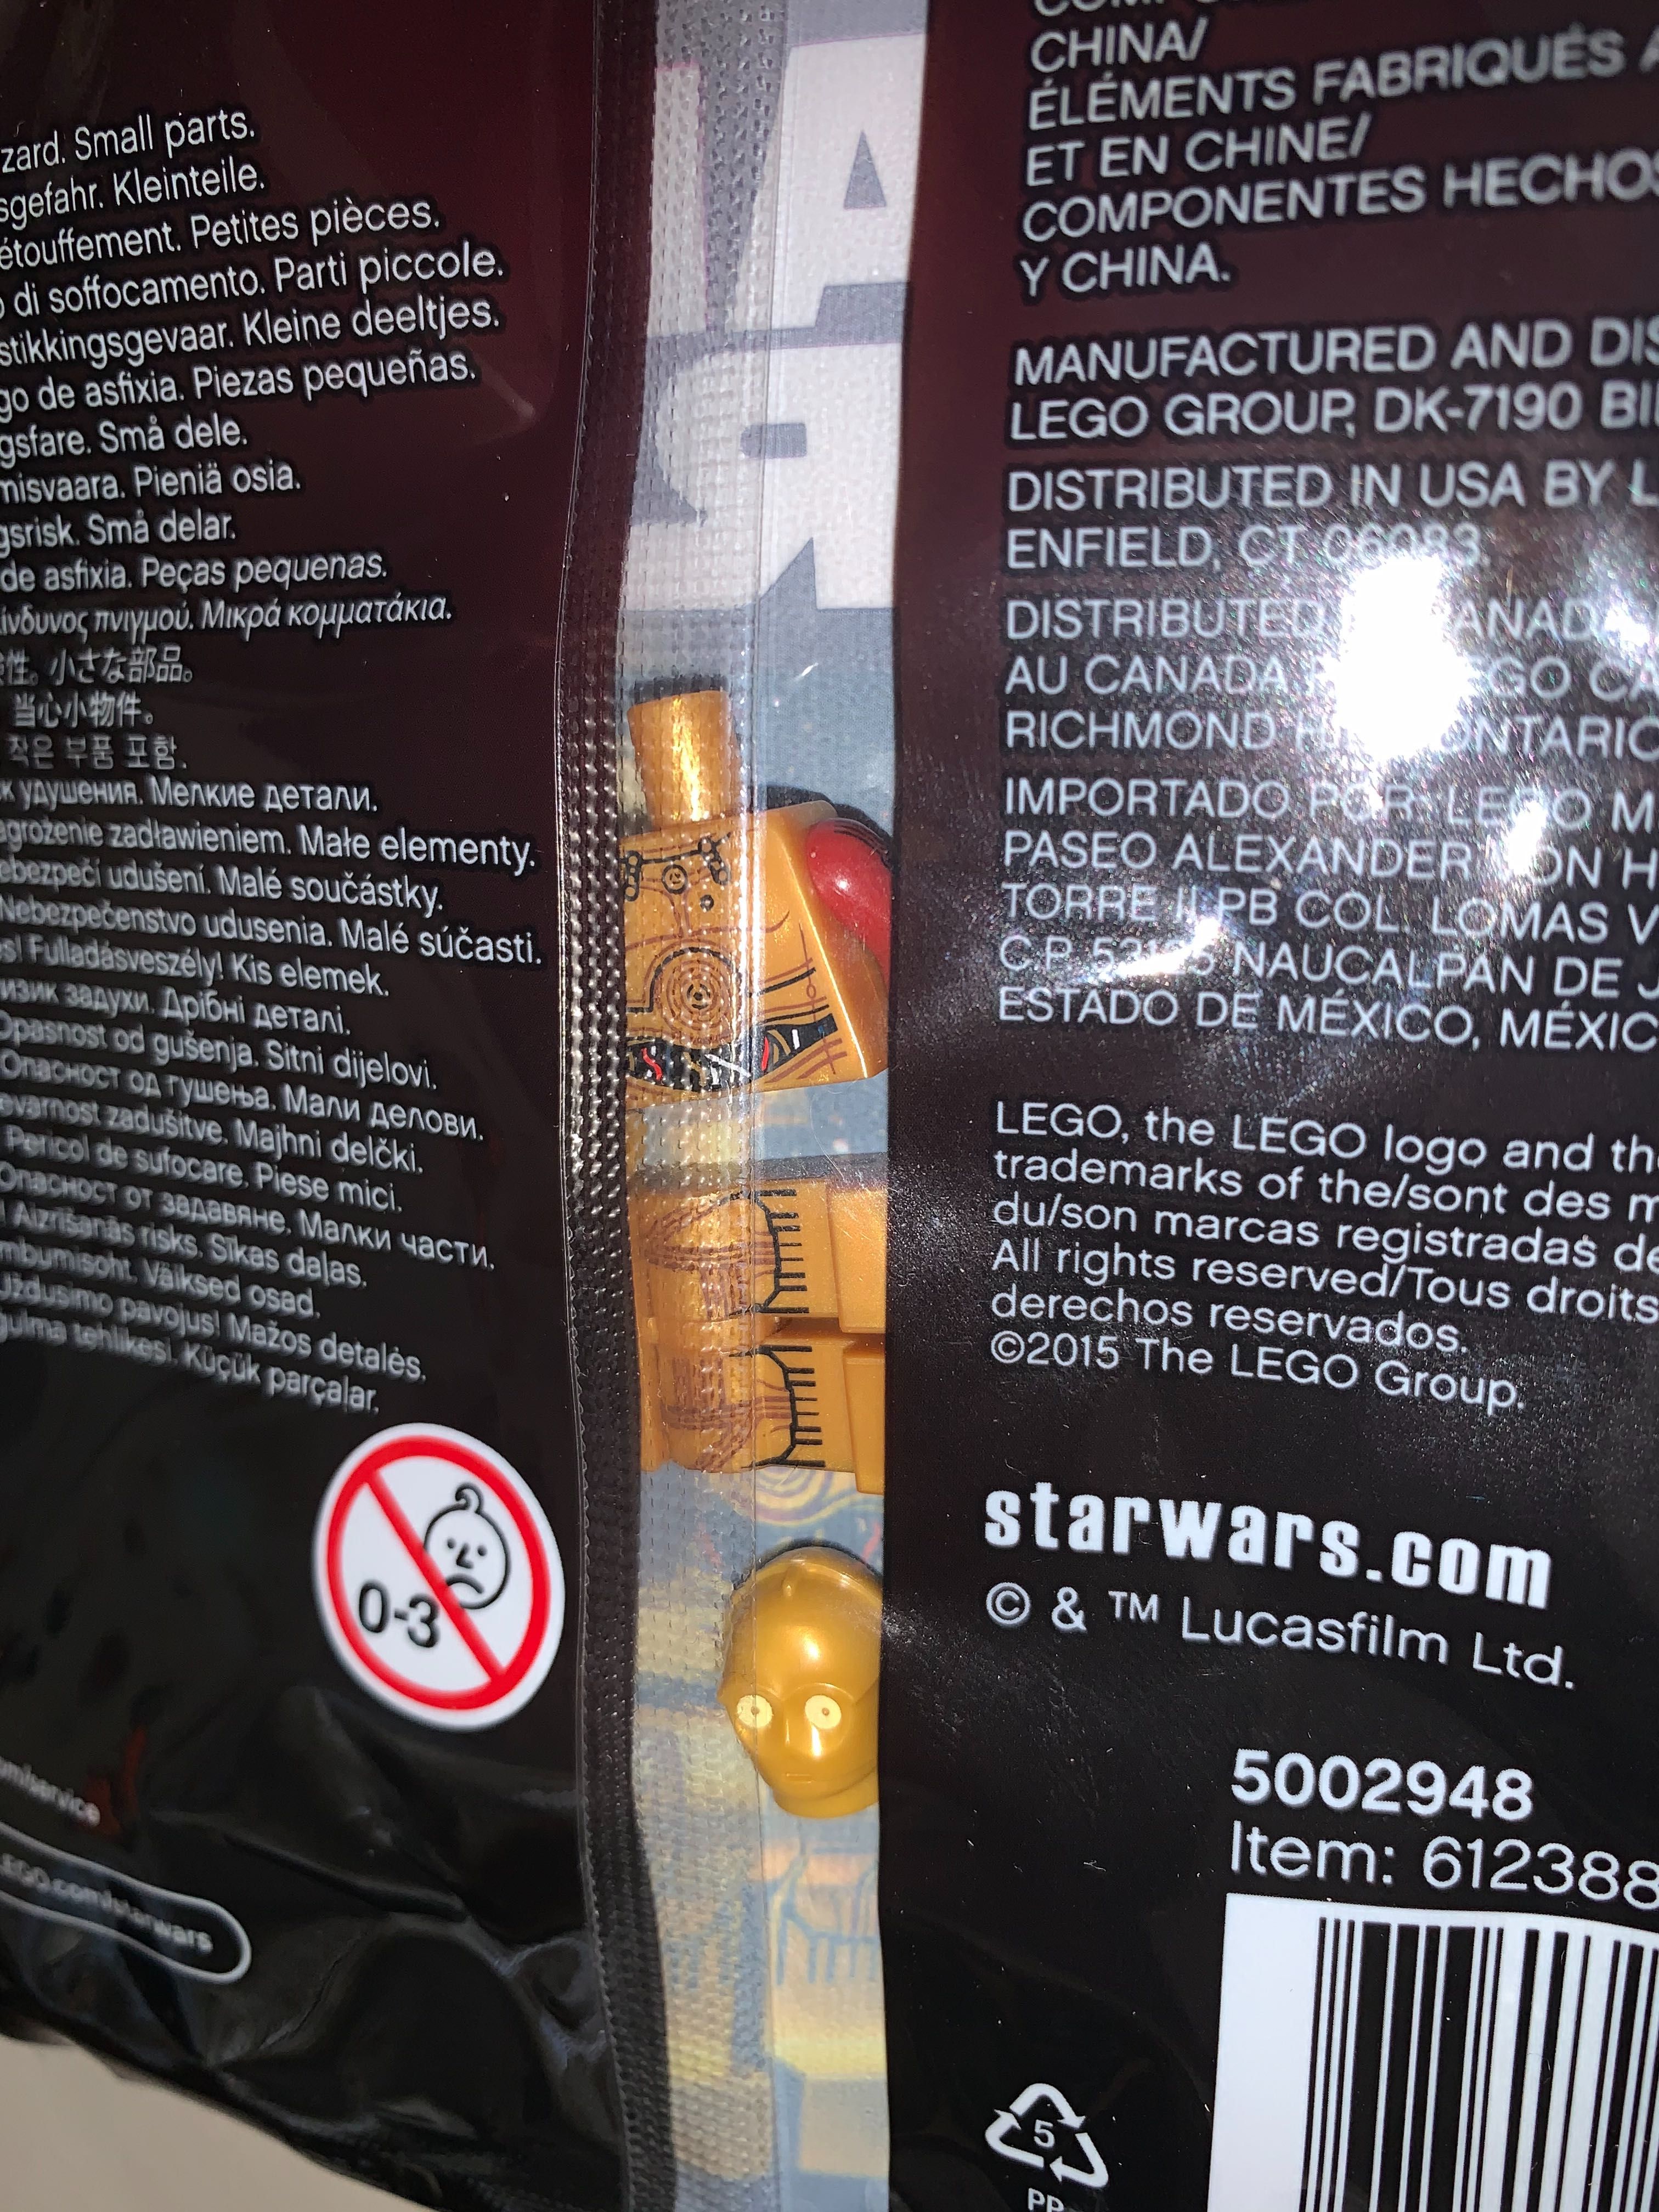 zard. Small parts.
sgefahr. Kleinteile.
étouffement. Petites pièces.
di soffocamento. Parti piccole.
stikkingsgevaar. Kleine deeltjes.
go de asfixia. Piezas pequeñas.
gsfare. Små dele.
misvaara. Pieniä osia.
gsrisk. Små delar.
de asfixia. Peças pequenas.
ίνδυνος πνιγμού. Μικρά κομματάκια.
性。小さな部品。
当心小物件。
작은 부품 포함.
к удушения. Мелкие детали.
agrożenie zadławieniem. Małe elementy.
ebezpečí udušení. Malé součástky.
Nebezpečenstvo udusenia. Malé súčasti.
s! Fulladásveszély! Kis elemek.
изик задухи. Дрібні деталі.
Opasnost od gušenja. Sitni dijelovi.
Опасност од гушења. Мали делови.
evarnost zadušitve. Majhni delčki.
Pericol de sufocare. Piese mici.
Опасност от задавяне. Малки части.
Aizrīšanās risks. Sīkas daļas.
mbumisoht. Väiksed osad.
Uždusimo pavojus! Mažos detalės.
gulma tehlikesi. Küçük parçalar.
0-3
LEGO.com/starwars
CHINA/
ÉLÉMENTS FABRIQUÉS A
ET EN CHINE/
COMPONENTES HECHOS
Y CHINA.
MANUFACTURED AND DIS
LEGO GROUP, DK-7190 BI
DISTRIBUTED IN USA BY L
ENFIELD, CT 06083.
DISTRIBUTED
AU CANADA
RICHMOND
IMPORTADO POR: LEGO M
PASEO ALEXANDER VON H
TORRE II PB COL. LOMAS V
C.P. NAUCALPAN DE J
ESTADO DE MÉXICO, MÉXIC
LEGO, the LEGO logo and th
trademarks of the/sont des m
du/son marcas registradas de
All rights reserved/Tous droits
derechos reservados.
©2015 The LEGO Group.
starwars.com
© & ™ Lucasfilm Ltd.
5002948
Item: 612388
5
PP